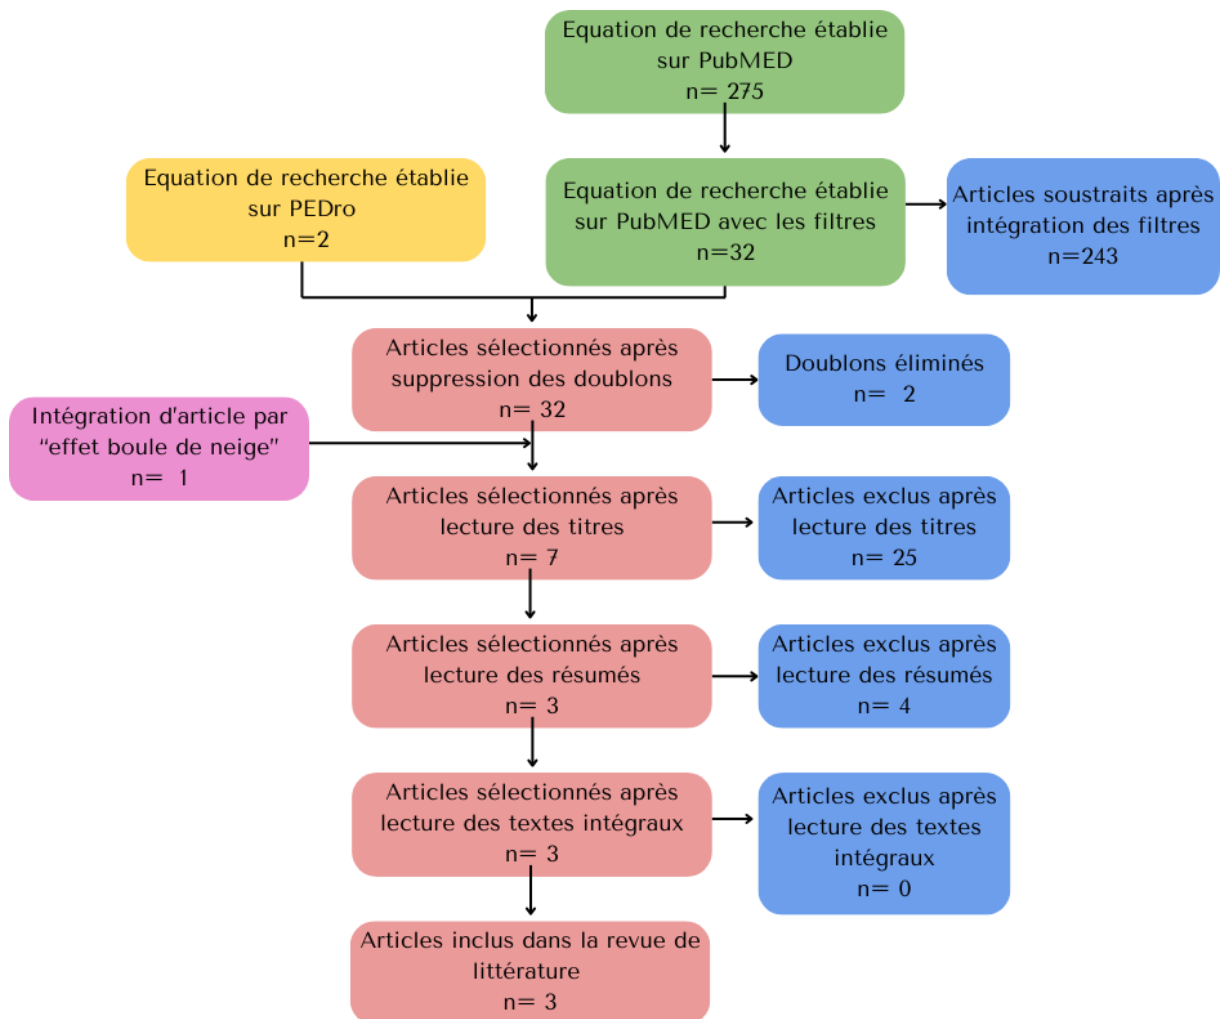 Equation de recherche établie
sur PubMED
n= 275
Equation de recherche établie
sur PEDro
n=2
Equation de recherche établie
sur PubMED avec les filtres
n=32
Articles soustraits après
intégration des filtres
n=243
Articles sélectionnés après
suppression des doublons
n= 32
Doublons éliminés
n= 2
Intégration d'article par
“effet boule de neige”
n= 1
Articles sélectionnés après
lecture des titres
n= 7
Articles exclus après
lecture des titres
n= 25
Articles sélectionnés après
lecture des résumés
n= 3
Articles exclus après
lecture des résumés
n= 4
Articles sélectionnés après
lecture des textes intégraux
n= 3
Articles exclus après
lecture des textes
intégraux
n= 0
Articles inclus dans la revue de
littérature
n= 3